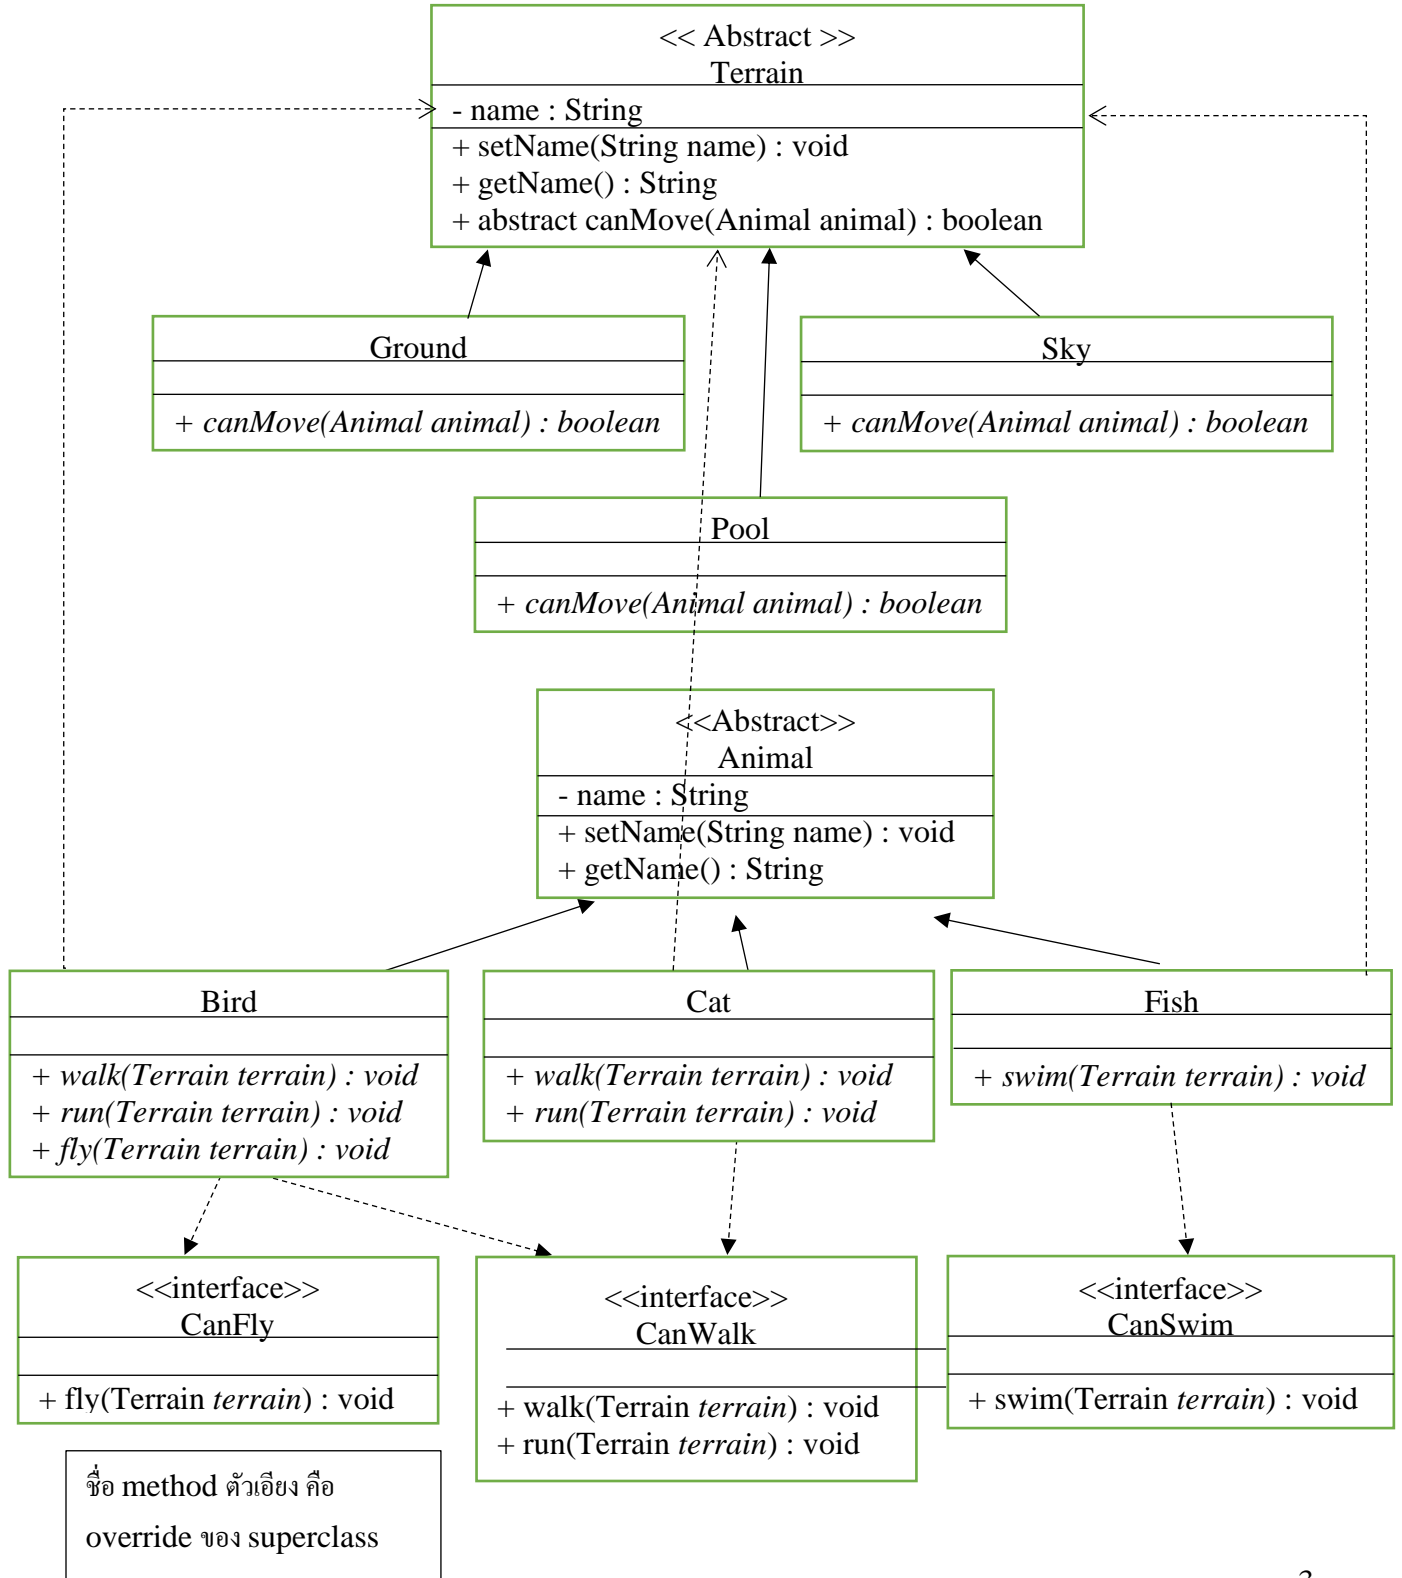 << Abstract >>
Terrain
- name : String
+ setName(String name) : void
+ getName() : String
+ abstract canMove(Animal animal) : boolean
Ground
+ canMove(Animal animal) : boolean
Sky
+ canMove(Animal animal) : boolean
Pool
+ canMove(Animal animal) : boolean
<<Abstract>>
Animal
- name : String
+ setName(String name) : void
+ getName() : String
Bird
+ walk(Terrain terrain) : void
+ run(Terrain terrain) : void
+ fly(Terrain terrain) : void
Cat
+ walk(Terrain terrain) : void
+ run(Terrain terrain) : void
Fish
+ swim(Terrain terrain) : void
<<interface>>
CanFly
+ fly(Terrain terrain) : void
<<interface>>
CanWalk
+ walk(Terrain terrain) : void
+ run(Terrain terrain) : void
<<interface>>
CanSwim
+ swim(Terrain terrain) : void
ชื่อ method ตัวเอียง คือ
override ของ superclass